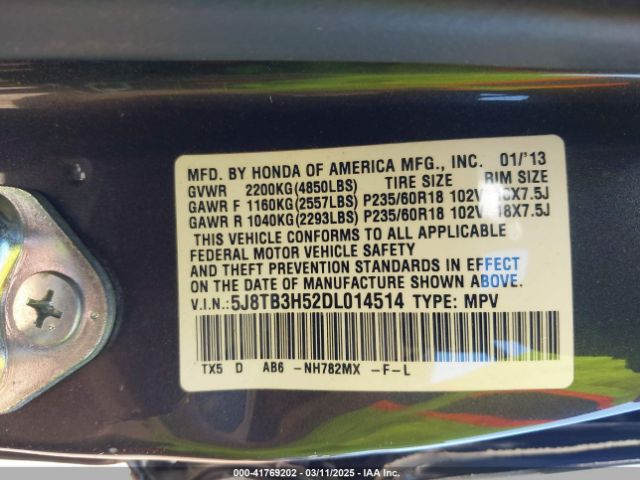 MFD. BY HONDA OF AMERICA MFG., INC. 01/'13
GVWR 2200KG(4850LBS) TIRE SIZE RIM SIZE
GAWR F 1160KG(2557LBS) P235/60R18 102V 18X7.5J
GAWR R 1040KG(2293LBS) P235/60R18 102V 18X7.5J
THIS VEHICLE CONFORMS TO ALL APPLICABLE
FEDERAL MOTOR VEHICLE SAFETY
AND THEFT PREVENTION STANDARDS IN EFFECT
ON THE DATE OF MANUFACTURE SHOWN ABOVE.
V.I.N.:5J8TB3H52DL014514 TYPE: MPV
TX5 D AB6 -NH782MX -F-L
000-41769202 - 03/11/2025 - IAA Inc.